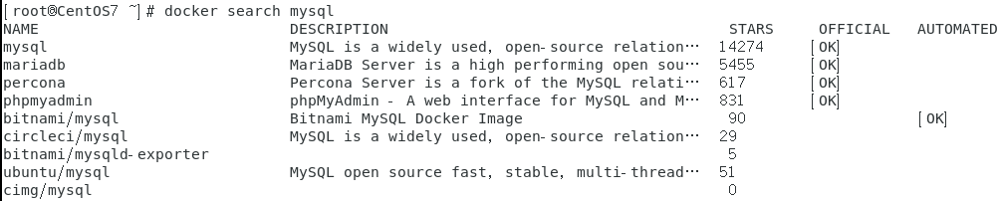 [root@CentOS7 ~]# docker search mysql
NAME DESCRIPTION STARS OFFICIAL AUTOMATED
mysql MySQL is a widely used, open-source relation… 14274 [OK]
mariadb MariaDB Server is a high performing open sou… 5455 [OK]
percona Percona Server is a fork of the MySQL relati… 617 [OK]
phpmyadmin phpMyAdmin - A web interface for MySQL and M… 831 [OK]
bitnami/mysql Bitnami MySQL Docker Image 90 [OK]
circleci/mysql MySQL is a widely used, open-source relation… 29
bitnami/mysqld-exporter 5
ubuntu/mysql MySQL open source fast, stable, multi-thread… 51
cimg/mysql 0